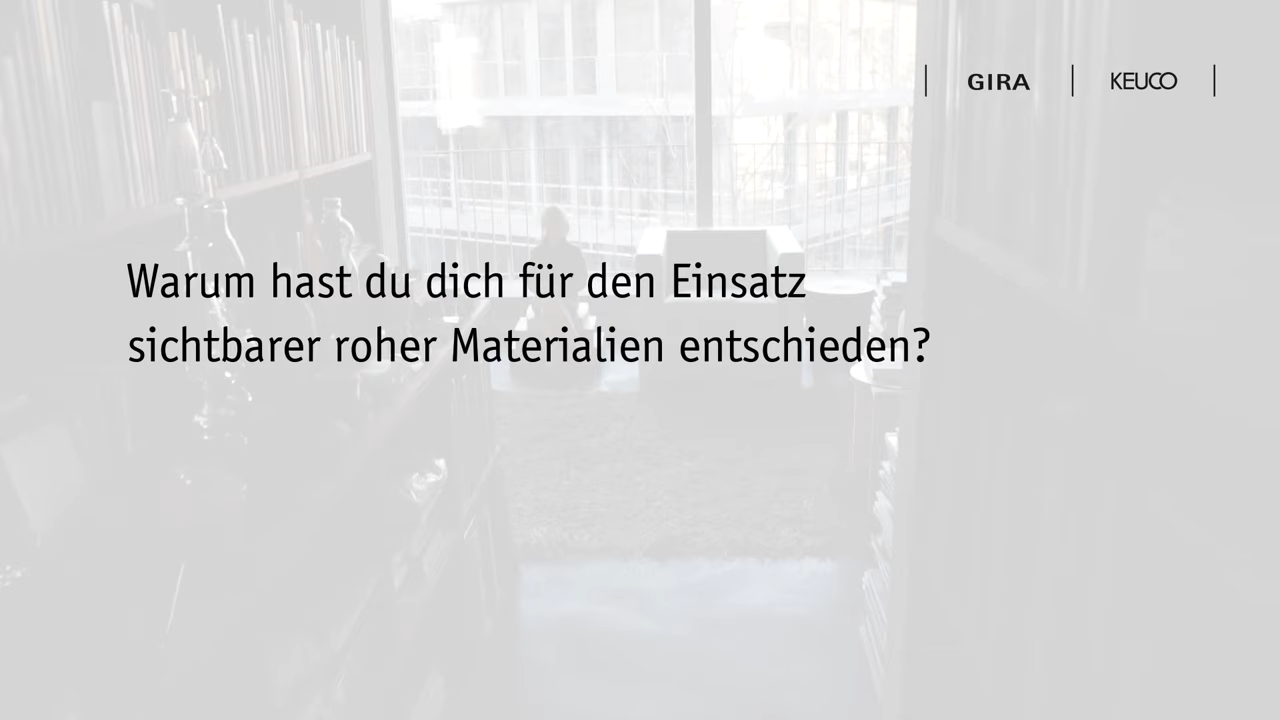 GIRA
KEUCO
Warum hast du dich für den Einsatz
sichtbarer roher Materialien entschieden?